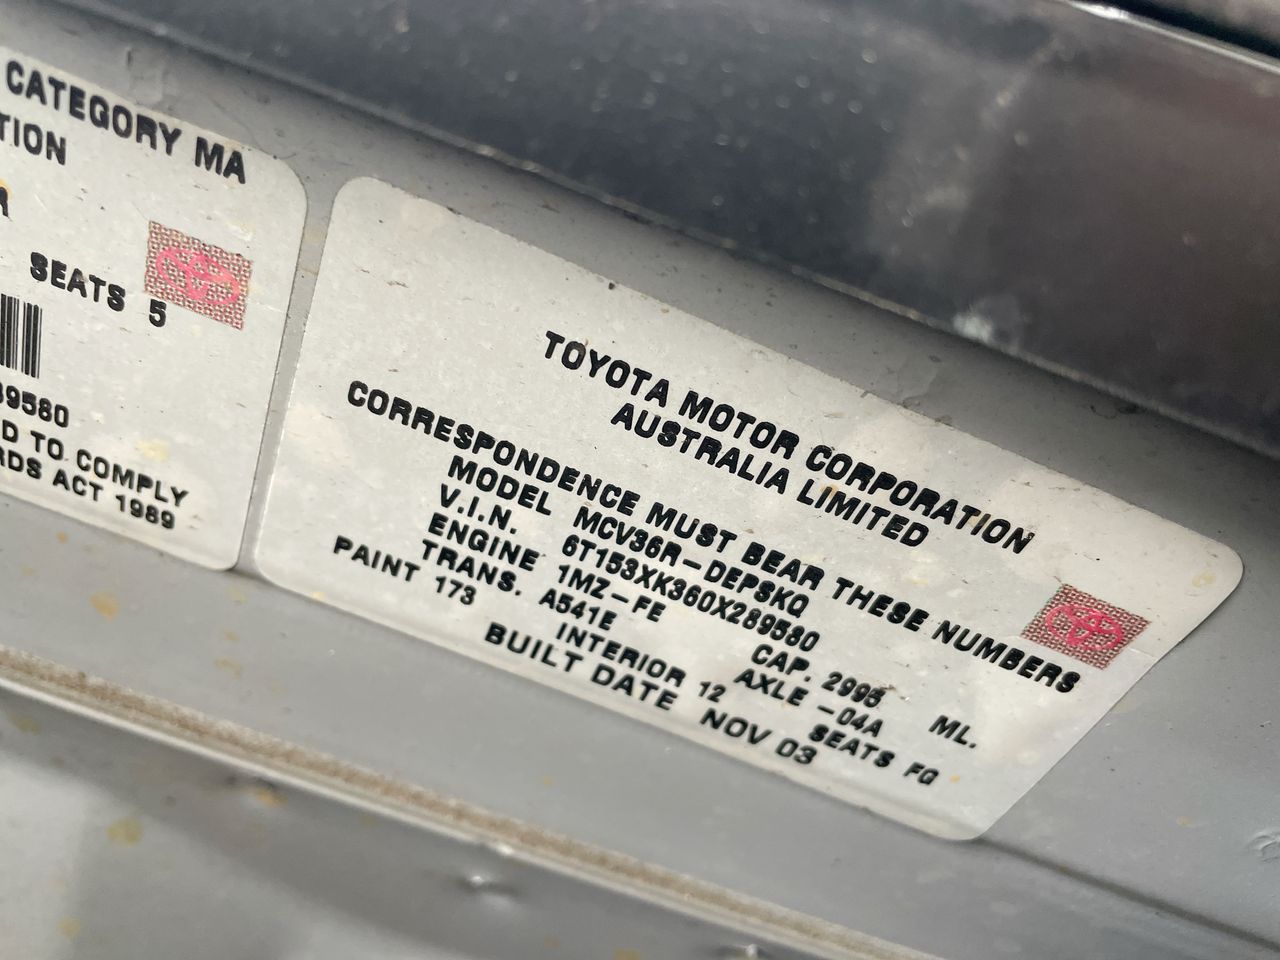 CATEGORY MA
TION
SEATS 5
39580
D TO COMPLY
RDS ACT 1989
TOYOTA MOTOR CORPORATION
AUSTRALIA LIMITED
CORRESPONDENCE MUST BEAR THESE NUMBERS
MODEL MCV36R-DEPSKQ
V.I.N. 6T153XK360X289580
ENGINE 1MZ-FE CAP. 2995 ML.
TRANS. A541E AXLE -04A
PAINT 173 INTERIOR 12 SEATS FQ
BUILT DATE NOV 03